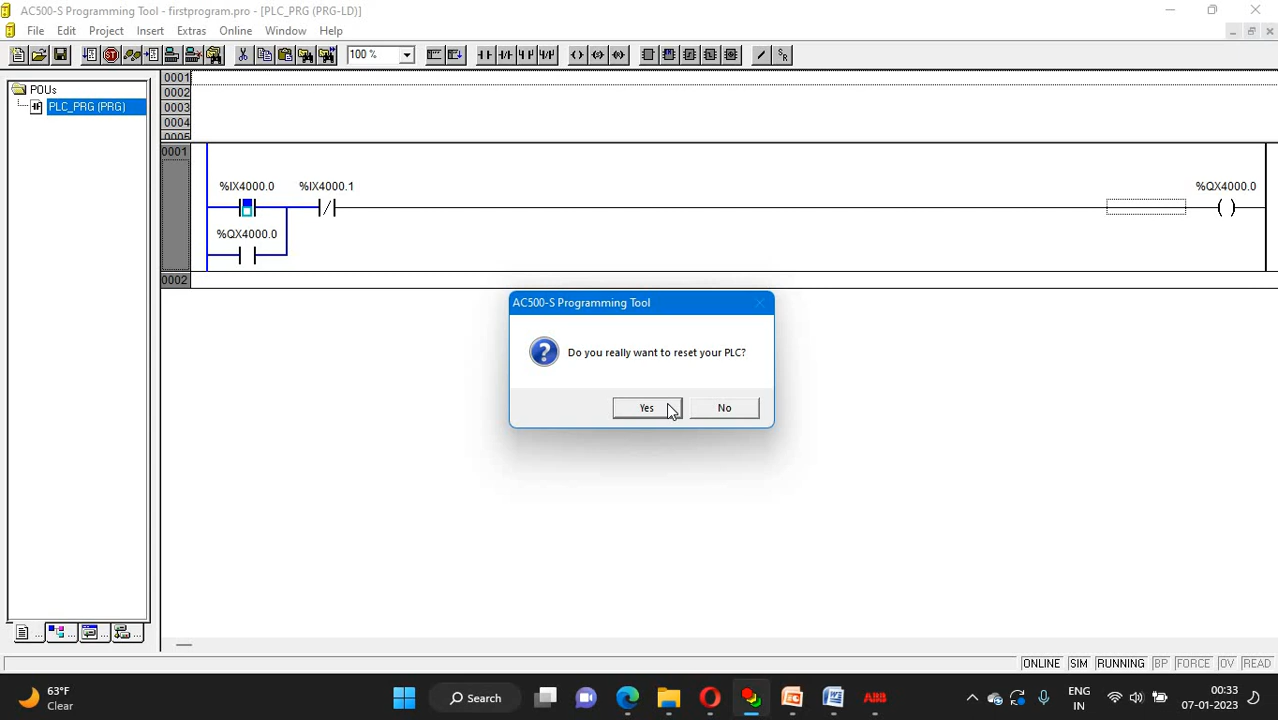 AC500-S Programming Tool - firstprogram.pro - [PLC_PRG (PRG-LD)]
File Edit Project Insert Extras Online Window Help
100 %
POUs
PLC_PRG (PRG)
0001
0002
0003
0004
0005
0001
%IX4000.0 %IX4000.1 %QX4000.0
%QX4000.0
0002
AC500-S Programming Tool
Do you really want to reset your PLC?
Yes No
ONLINE SIM RUNNING BP FORCE OV READ
63°F
Clear
Search
ABB
ENG
IN
00:33
07-01-2023